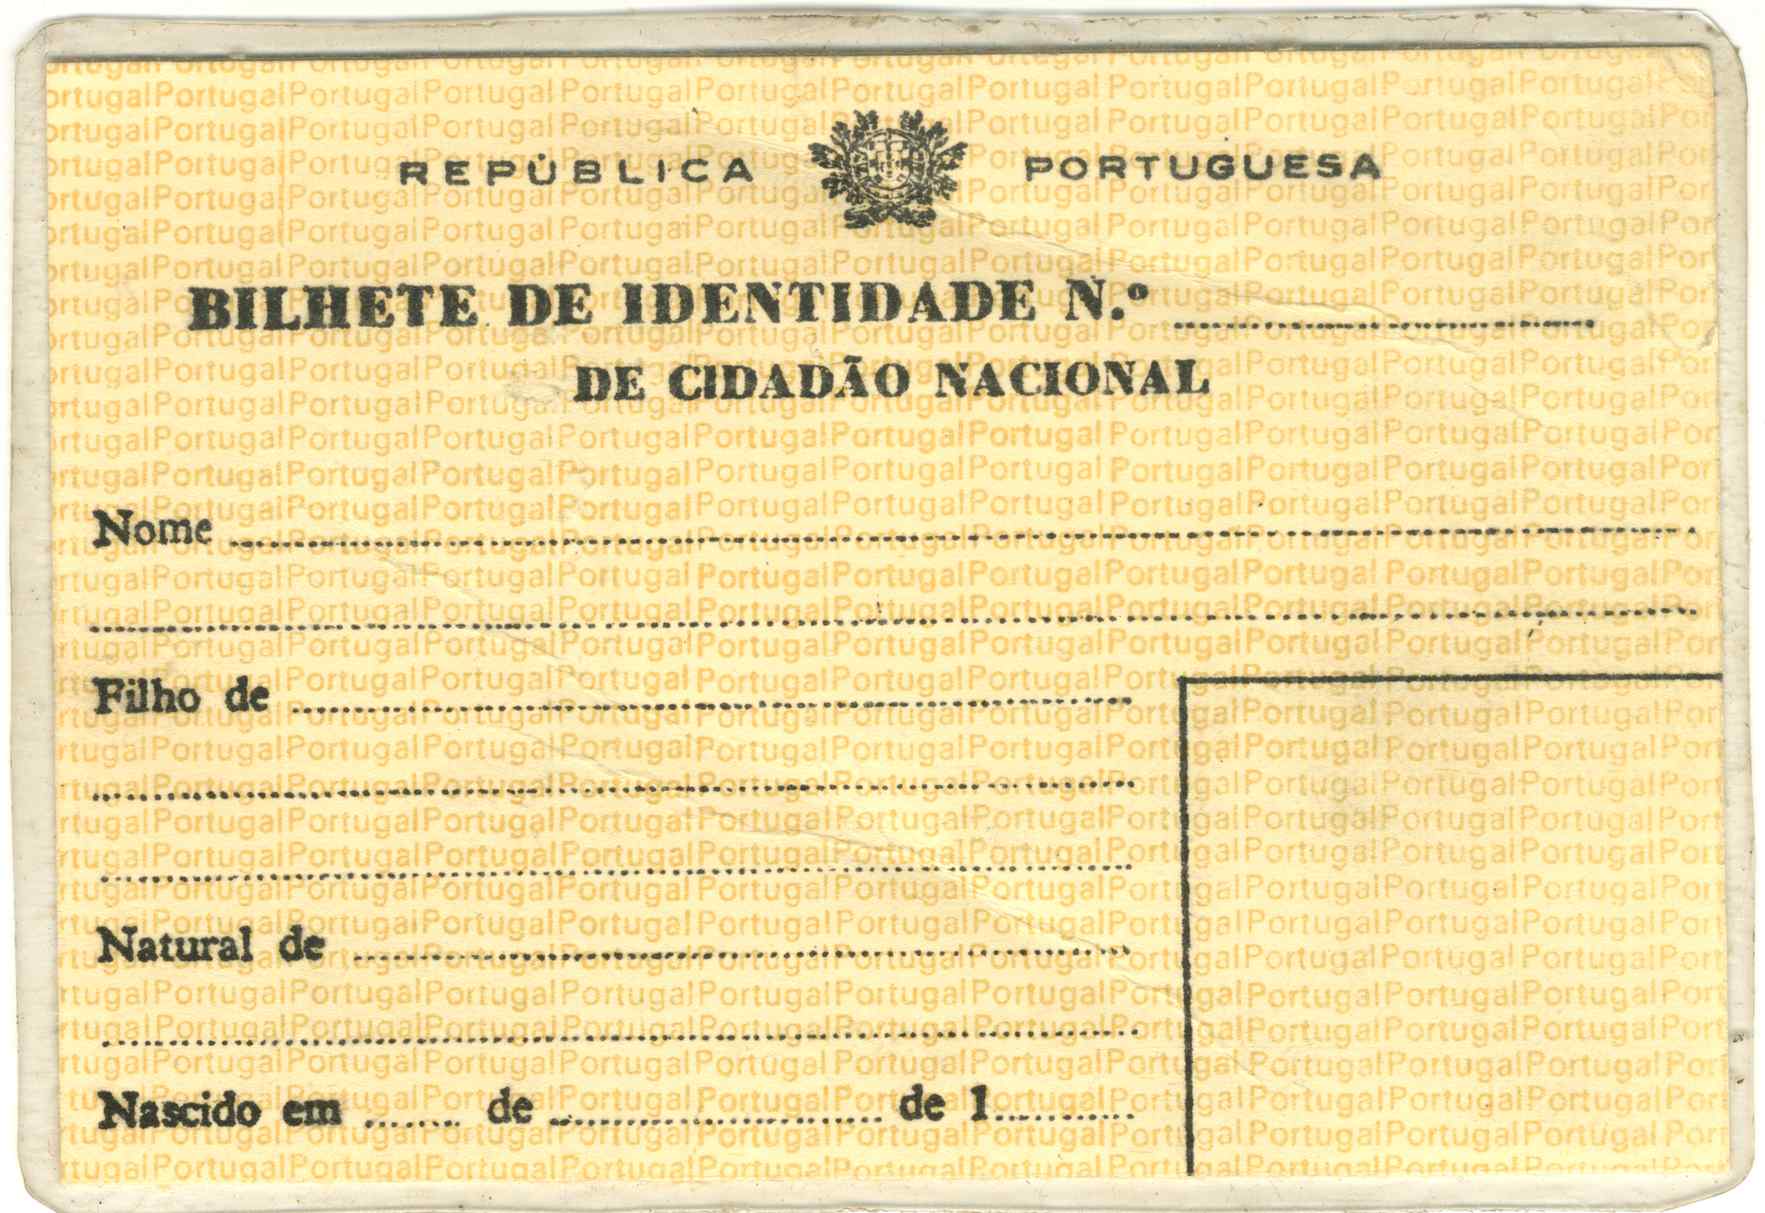 REPÚBLICA PORTUGUESA
BILHETE DE IDENTIDADE N.º
DE CIDADÃO NACIONAL
Nome
Filho de
Natural de
Nascido em ........ de ........................ de 1............